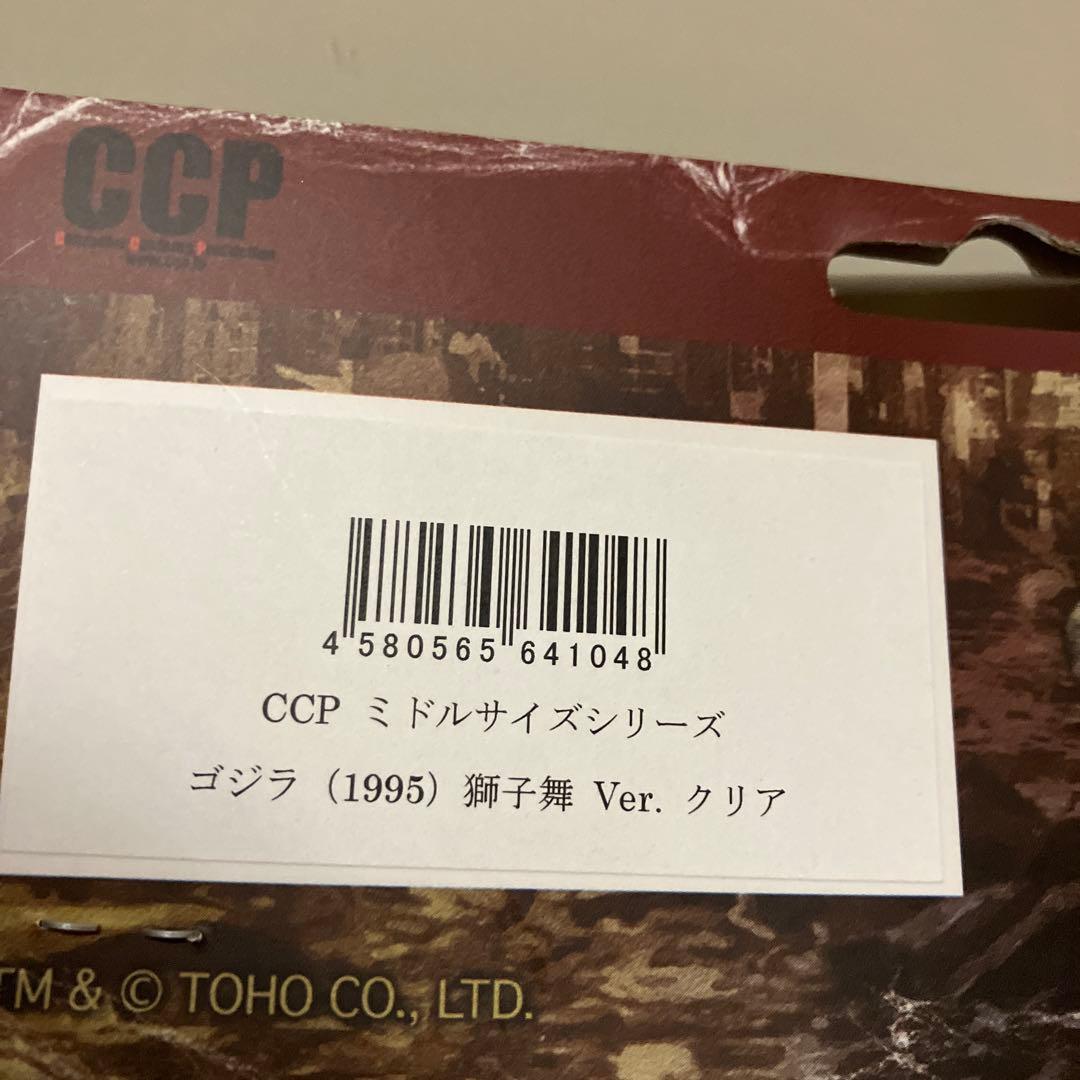 CCP
4 580565 641048
CCP ミドルサイズシリーズ
ゴジラ（1995）獅子舞 Ver. クリア
TM & © TOHO CO., LTD.